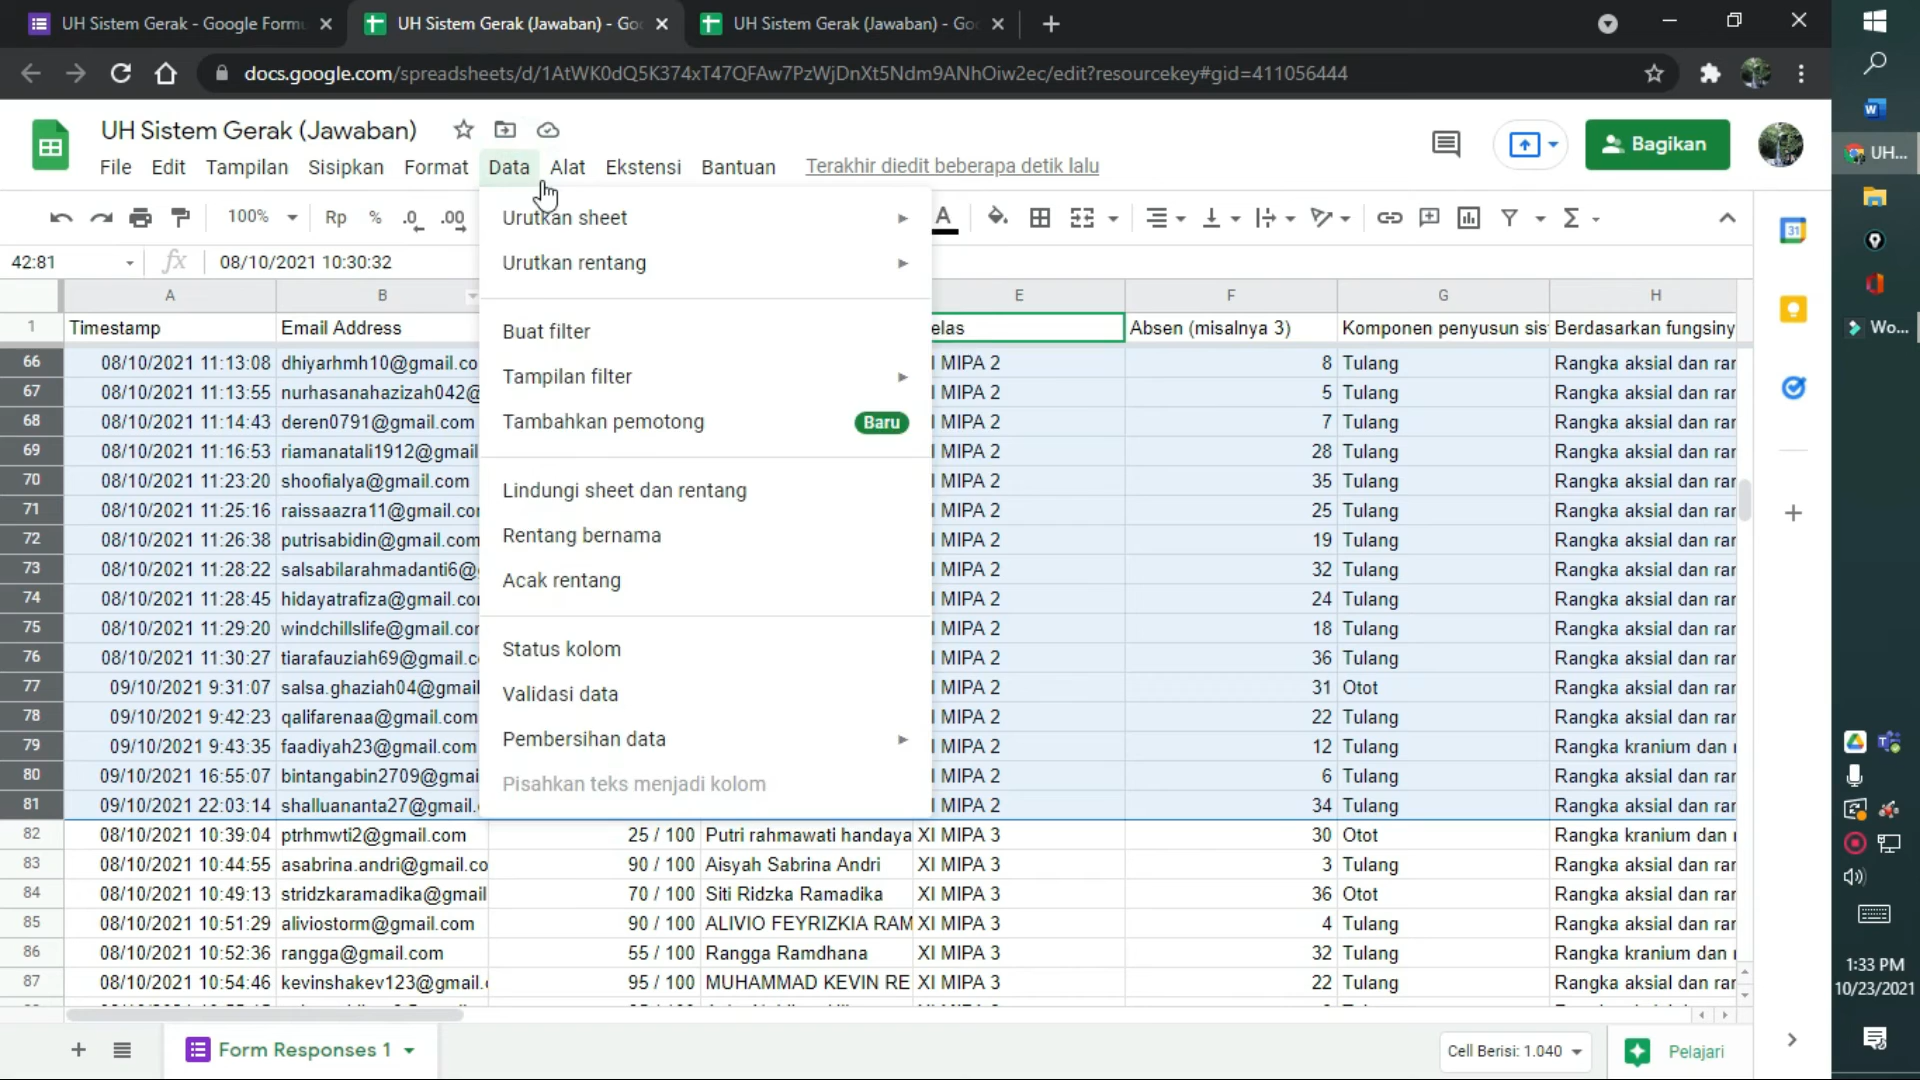 UH Sistem Gerak - Google Formu
UH Sistem Gerak (Jawaban) - Go
UH Sistem Gerak (Jawaban) - Go
docs.google.com/spreadsheets/d/1AtWK0dQ5K374xT47QFAw7PzWjDnXt5Ndm9ANhOiw2ec/edit?resourcekey#gid=411056444
UH Sistem Gerak (Jawaban)
File Edit Tampilan Sisipkan Format Data Alat Ekstensi Bantuan Terakhir diedit beberapa detik lalu
Bagikan
100% Rp % .0 .00 A
42:81 fx 08/10/2021 10:30:32
Urutkan sheet
Urutkan rentang
Buat filter
Tampilan filter
Tambahkan pemotong Baru
Lindungi sheet dan rentang
Rentang bernama
Acak rentang
Status kolom
Validasi data
Pembersihan data
Pisahkan teks menjadi kolom
A B E F G H
1 Timestamp Email Address elas Absen (misalnya 3) Komponen penyusun sis Berdasarkan fungsiny
66 08/10/2021 11:13:08 dhiyarhmh10@gmail.co I MIPA 2 8 Tulang Rangka aksial dan rar
67 08/10/2021 11:13:55 nurhasanahazizah042@ I MIPA 2 5 Tulang Rangka aksial dan rar
68 08/10/2021 11:14:43 deren0791@gmail.com I MIPA 2 7 Tulang Rangka aksial dan rar
69 08/10/2021 11:16:53 riamanatali1912@gmail I MIPA 2 28 Tulang Rangka aksial dan rar
70 08/10/2021 11:23:20 shoofialya@gmail.com I MIPA 2 35 Tulang Rangka aksial dan rar
71 08/10/2021 11:25:16 raissaazra11@gmail.co I MIPA 2 25 Tulang Rangka aksial dan rar
72 08/10/2021 11:26:38 putrisabidin@gmail.com I MIPA 2 19 Tulang Rangka aksial dan rar
73 08/10/2021 11:28:22 salsabilarahmadanti6@ I MIPA 2 32 Tulang Rangka aksial dan rar
74 08/10/2021 11:28:45 hidayatrafiza@gmail.co I MIPA 2 24 Tulang Rangka aksial dan rar
75 08/10/2021 11:29:20 windchillslife@gmail.cor I MIPA 2 18 Tulang Rangka aksial dan rar
76 08/10/2021 11:30:27 tiarafauziah69@gmail.c I MIPA 2 36 Tulang Rangka aksial dan rar
77 09/10/2021 9:31:07 salsa.ghaziah04@gmail I MIPA 2 31 Otot Rangka aksial dan rar
78 09/10/2021 9:42:23 qalifarenaa@gmail.com I MIPA 2 22 Tulang Rangka aksial dan rar
79 09/10/2021 9:43:35 faadiyah23@gmail.com I MIPA 2 12 Tulang Rangka kranium dan
80 09/10/2021 16:55:07 bintangabin2709@gmai I MIPA 2 6 Tulang Rangka aksial dan rar
81 09/10/2021 22:03:14 shalluananta27@gmail. I MIPA 2 34 Tulang Rangka aksial dan rar
82 08/10/2021 10:39:04 ptrhmwti2@gmail.com 25 / 100 Putri rahmawati handaya XI MIPA 3 30 Otot Rangka kranium dan
83 08/10/2021 10:44:55 asabrina.andri@gmail.co 90 / 100 Aisyah Sabrina Andri XI MIPA 3 3 Tulang Rangka aksial dan rar
84 08/10/2021 10:49:13 stridzkaramadika@gmail 70 / 100 Siti Ridzka Ramadika XI MIPA 3 36 Otot Rangka aksial dan rar
85 08/10/2021 10:51:29 aliviostorm@gmail.com 90 / 100 ALIVIO FEYRIZKIA RAM XI MIPA 3 4 Tulang Rangka aksial dan rar
86 08/10/2021 10:52:36 rangga@gmail.com 55 / 100 Rangga Ramdhana XI MIPA 3 32 Tulang Rangka kranium dan
87 08/10/2021 10:54:46 kevinshakev123@gmail. 95 / 100 MUHAMMAD KEVIN RE XI MIPA 3 22 Tulang Rangka aksial dan rar
Form Responses 1
Cell Berisi: 1.040
Pelajari
31
UH...
Wo...
1:33 PM
10/23/2021